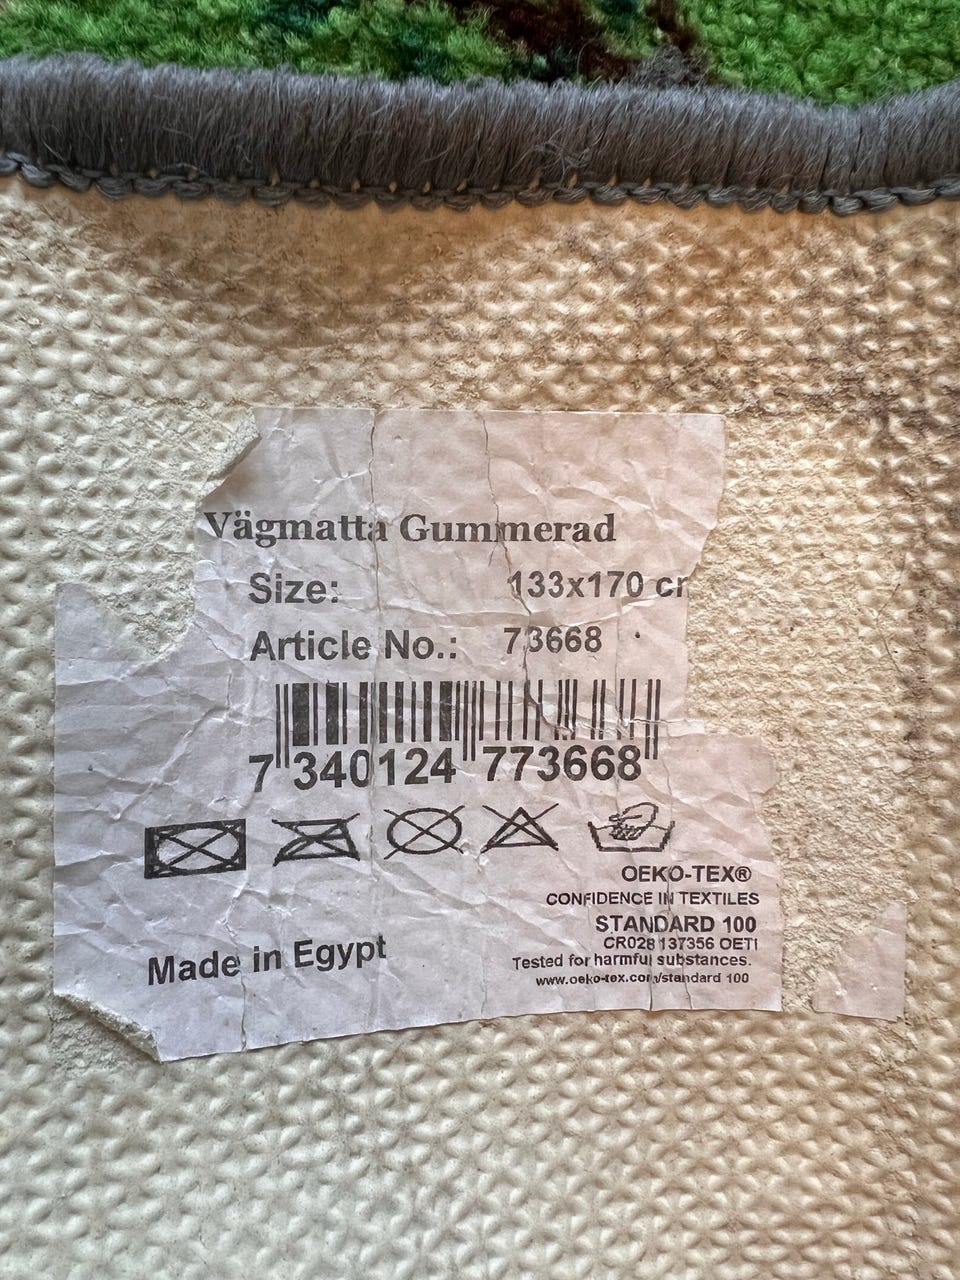 Vägmatta Gummerad
Size: 133x170 cm
Article No.: 73668
7 340124 773668
OEKO-TEX®
CONFIDENCE IN TEXTILES
STANDARD 100
CR028 137356 OETI
Tested for harmful substances.
www.oeko-tex.com/standard 100
Made in Egypt